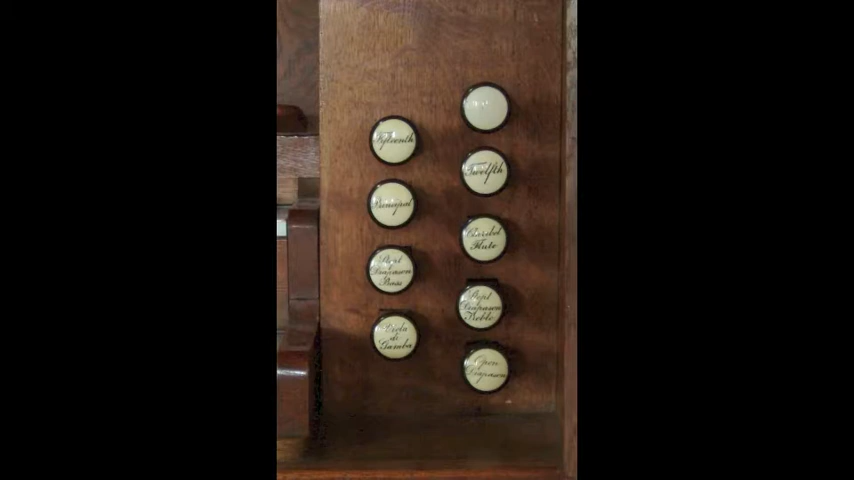 Fifteenth
Principal
Stopt
Diapason
Bass
Viola
di
Gamba
Twelfth
Claribel
Flute
Stopt
Diapason
Treble
Open
Diapason